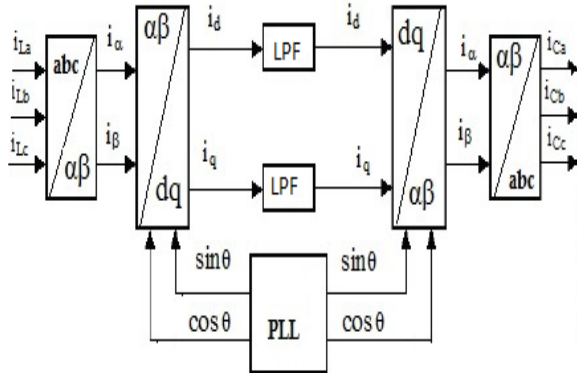 iLa
iLb
iLc
abc
αβ
iα
iβ
αβ
dq
id
iq
LPF
LPF
id
iq
dq
αβ
iα
iβ
αβ
abc
iCa
iCb
iCc
sinθ
cosθ
PLL
sinθ
cosθ